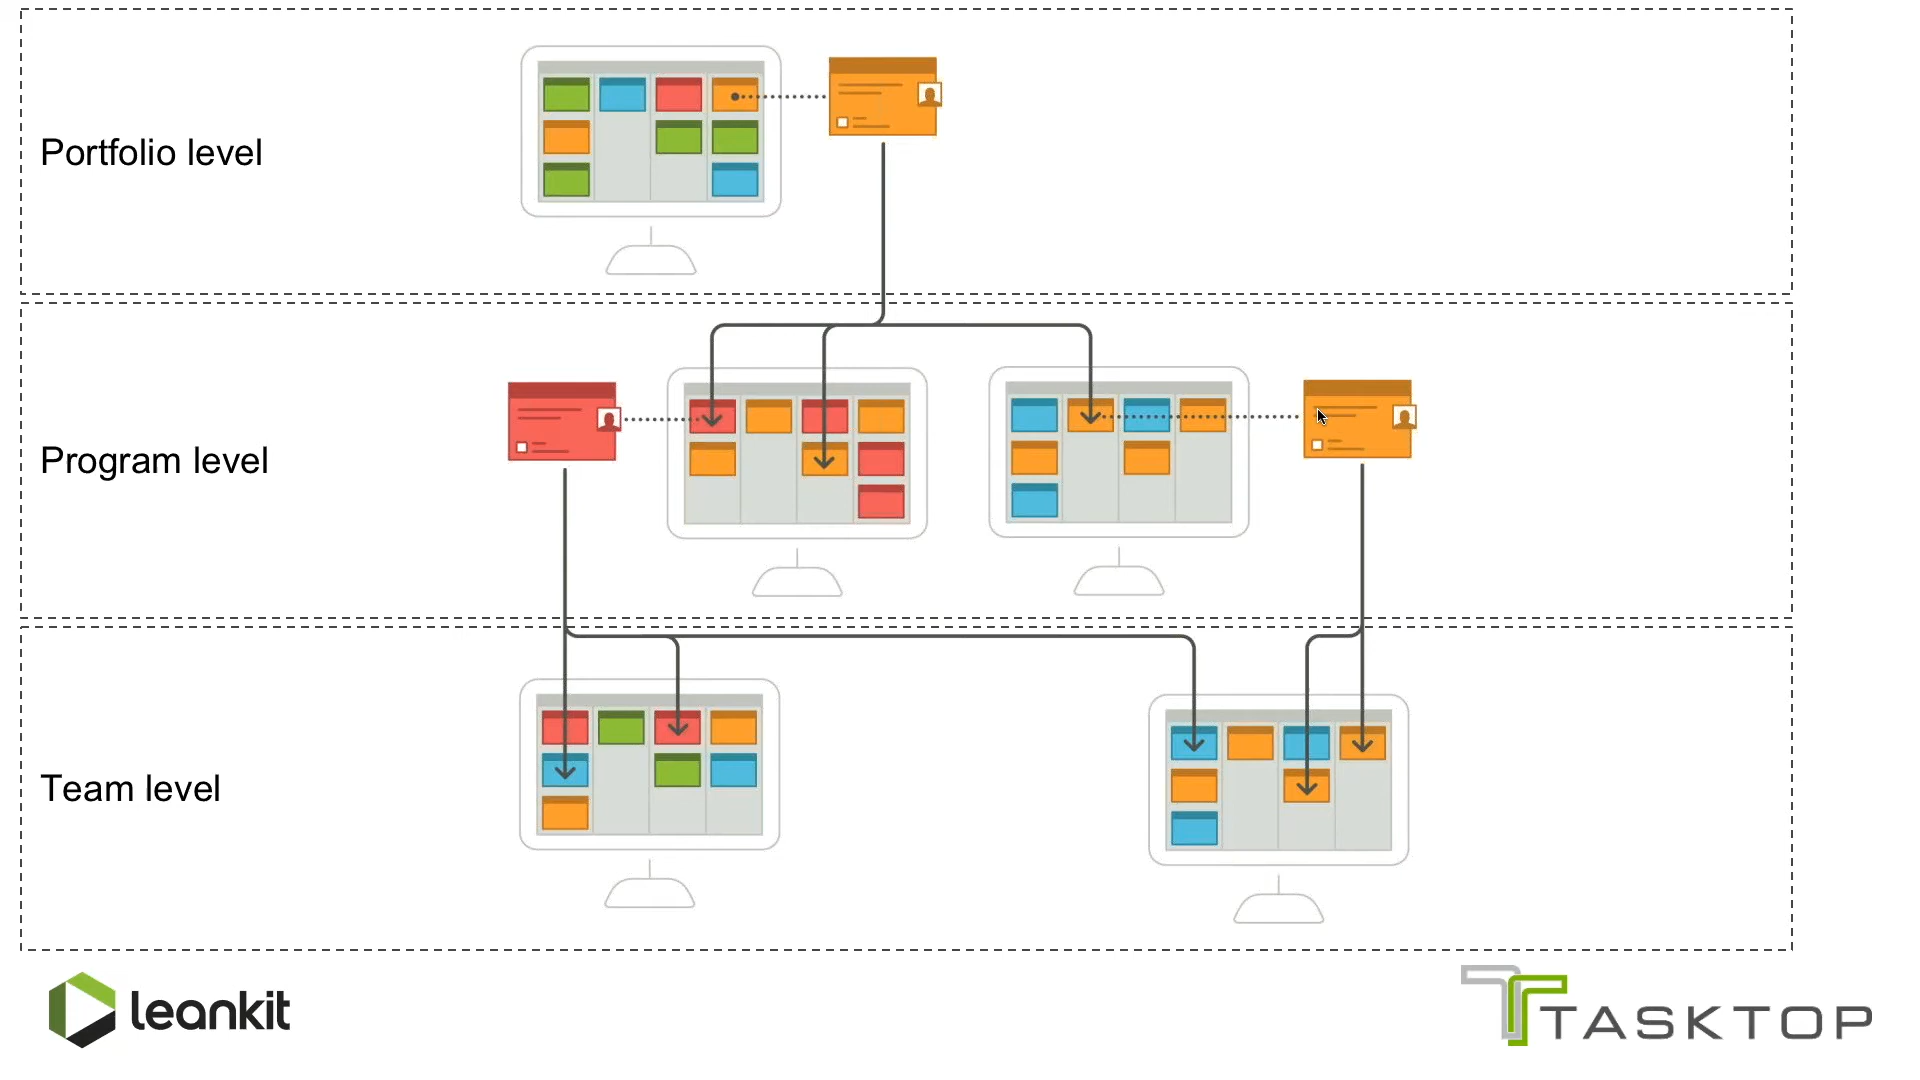 Portfolio level
Program level
Team level
leankit
TASKTOP